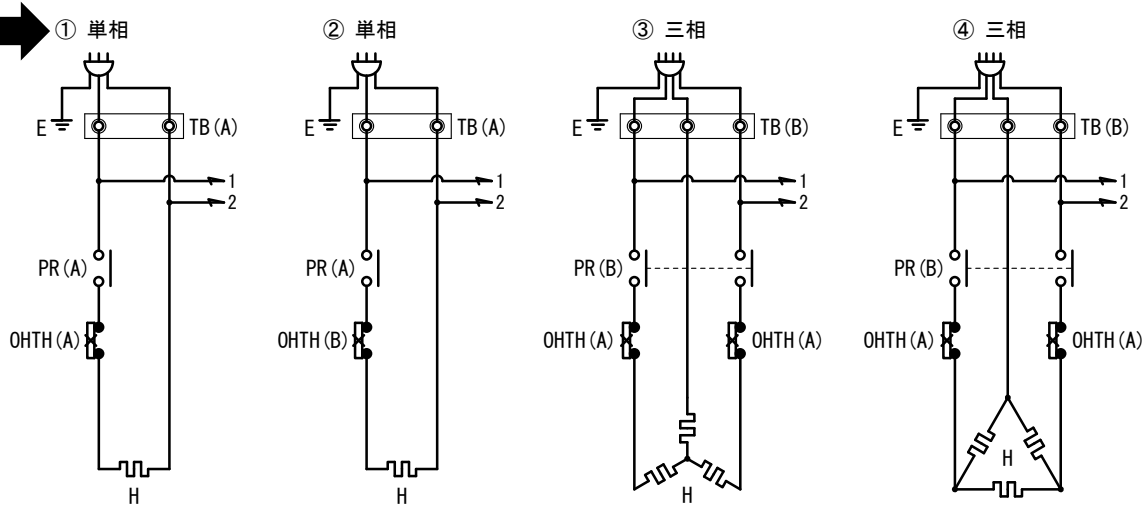 ① 単相 ② 単相 ③ 三相 ④ 三相
E TB(A) E TB(A) E TB(B) E TB(B)
1 1 1 1
2 2 2 2
PR(A) PR(A) PR(B) PR(B)
OHTH(A) OHTH(B) OHTH(A) OHTH(A) OHTH(A) OHTH(A)
H H H H